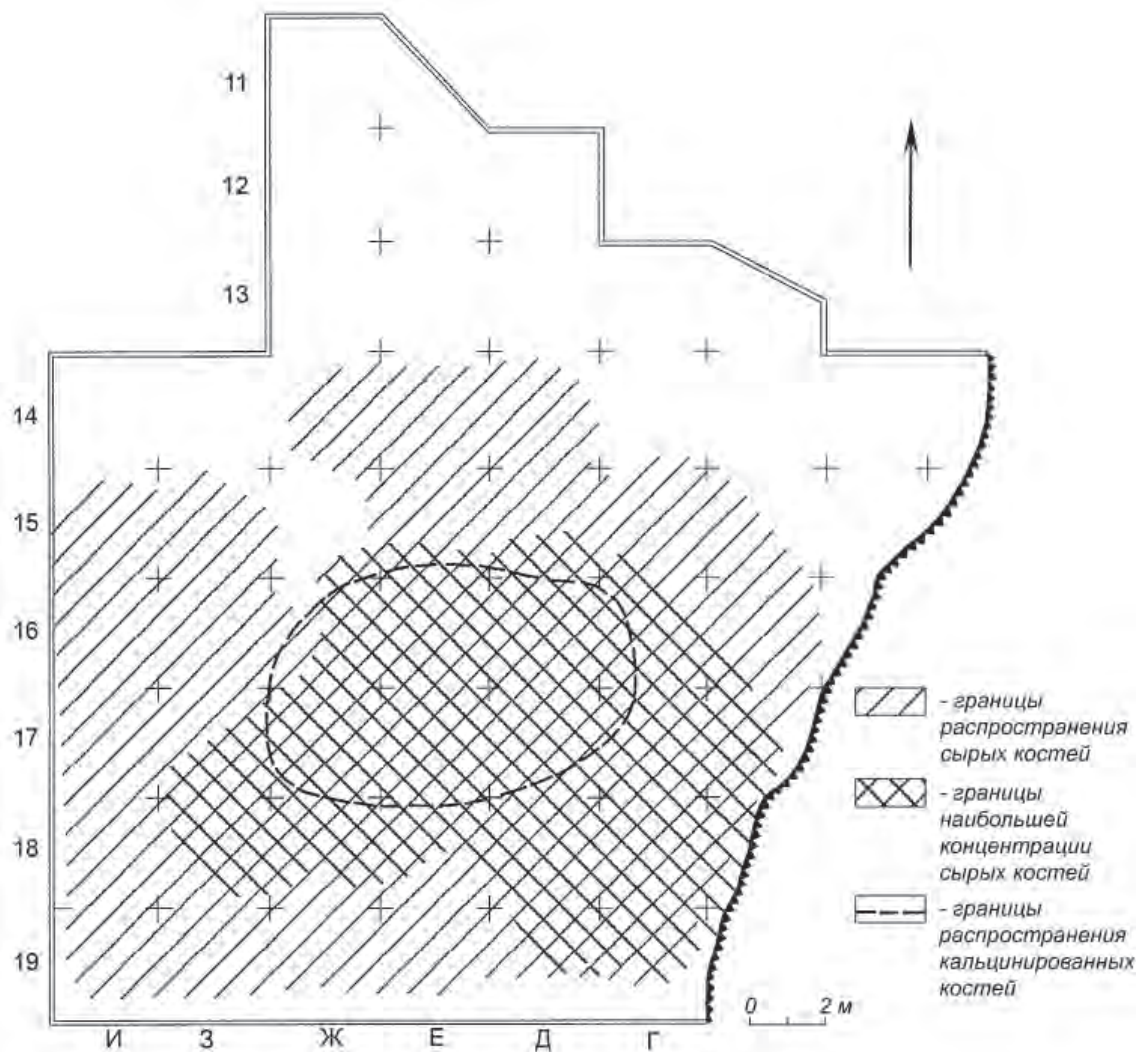 11
12
13
14
15
16
17
18
19
И З Ж Е Д Г
- границы
распространения
сырых костей
- границы
наибольшей
концентрации
сырых костей
- границы
распространения
кальцинированных
костей
0 2 м